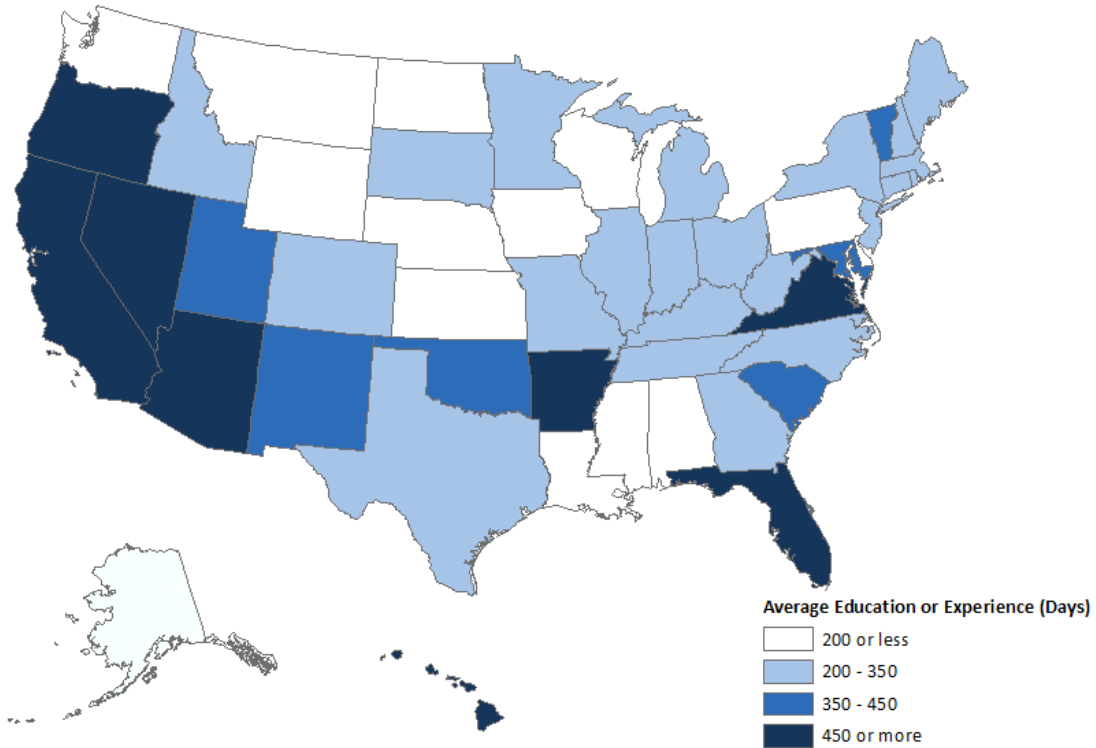 Average Education or Experience (Days)
200 or less
200 - 350
350 - 450
450 or more